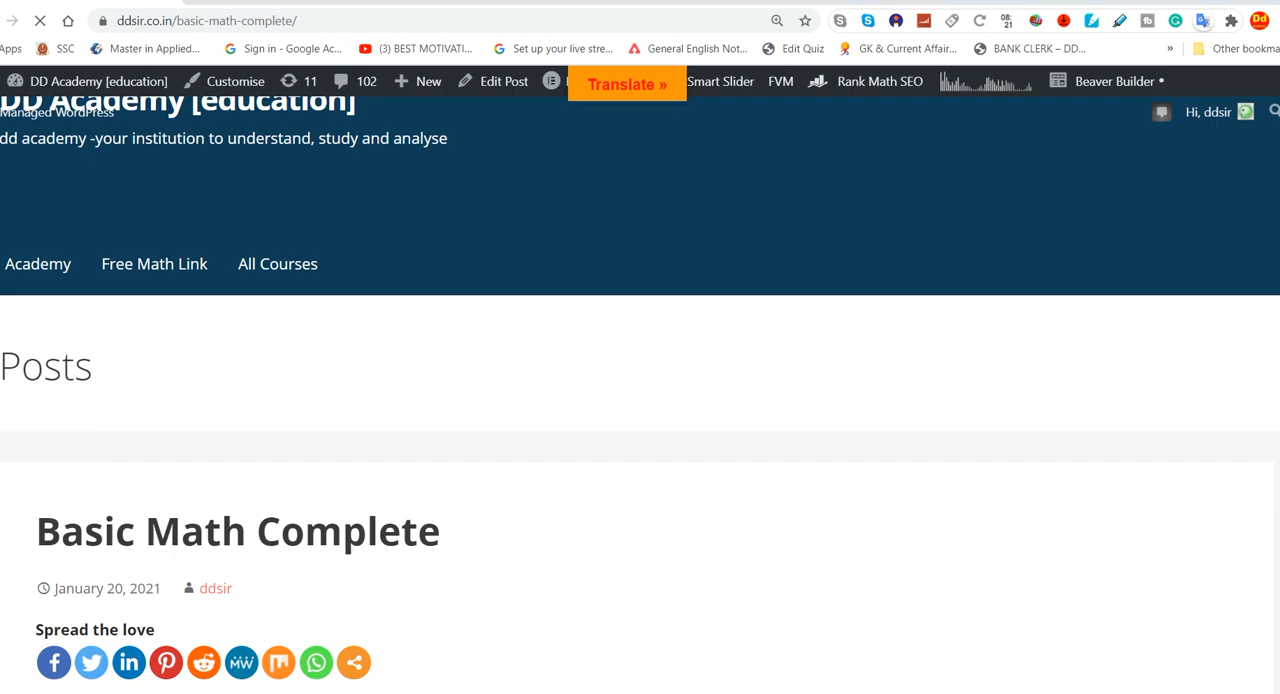 ddsir.co.in/basic-math-complete/
08: 21
Dd
Apps SSC Master in Applied... Sign in - Google Ac... (3) BEST MOTIVATI... Set up your live stre... General English Not... Edit Quiz GK & Current Affair... BANK CLERK – DD... » Other bookma
DD Academy [education] Customise 11 102 New Edit Post Translate » Smart Slider FVM Rank Math SEO Beaver Builder •
DD Academy [education]
Managed WordPress Hi, ddsir
dd academy -your institution to understand, study and analyse
Academy Free Math Link All Courses
Posts
Basic Math Complete
January 20, 2021 ddsir
Spread the love
MW